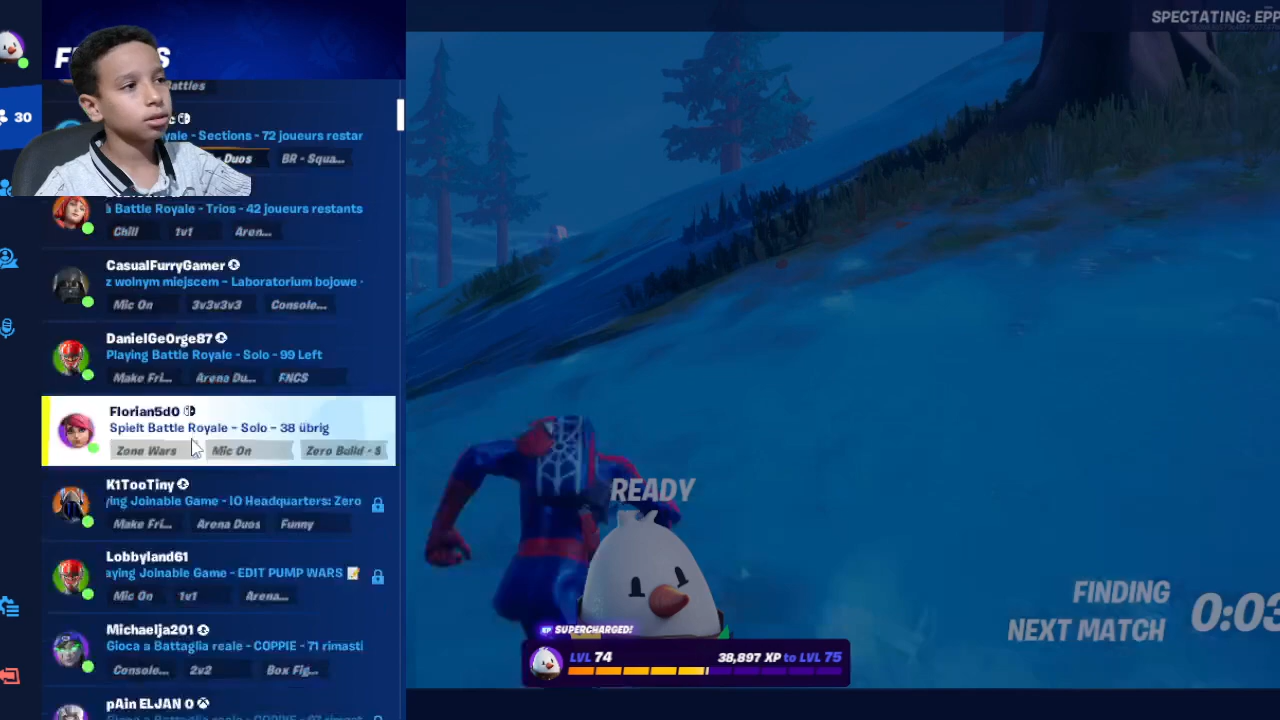 SPECTATING: EPP
30
attles
yale - Sections - 72 joueurs restar
Duos
BR - Squa...
à Battle Royale - Trios - 42 joueurs restants
Chill
1v1
Aren...
CasualFurryGamer
z wolnym miejscem - Laboratorium bojowe -
Mic On
3v3v3v3
Console...
DanielGeOrge87
Playing Battle Royale - Solo - 99 Left
Make Fri...
Arena Du...
FNCS
Florian5d0
Spielt Battle Royale - Solo - 38 übrig
Zone Wars
Mic On
Zero Build - S
K1TooTiny
ying Joinable Game - IO Headquarters: Zero
Make Fri...
Arena Duos
Funny
Lobbyland61
aying Joinable Game - EDIT PUMP WARS
Mic On
1v1
Arena...
Michaelja201
Gioca a Battaglia reale - COPPIE - 71 rimasti
Console...
2v2
Box Fig...
pAin ELJAN 0
READY
XP SUPERCHARGED!
LVL 74
38,897 XP to LVL 75
FINDING
NEXT MATCH
0:03